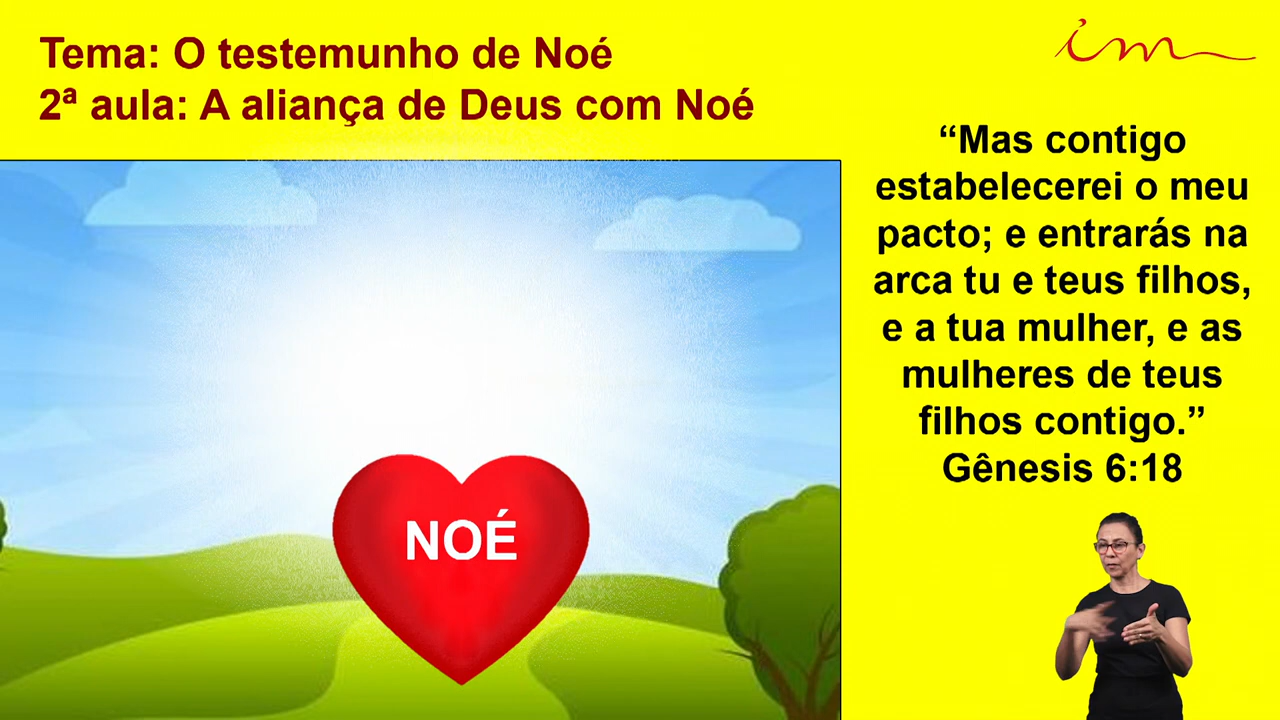 Tema: O testemunho de Noé
2ª aula: A aliança de Deus com Noé
im
“Mas contigo
estabelecerei o meu
pacto; e entrarás na
arca tu e teus filhos,
e a tua mulher, e as
mulheres de teus
filhos contigo.”
Gênesis 6:18
NOÉ